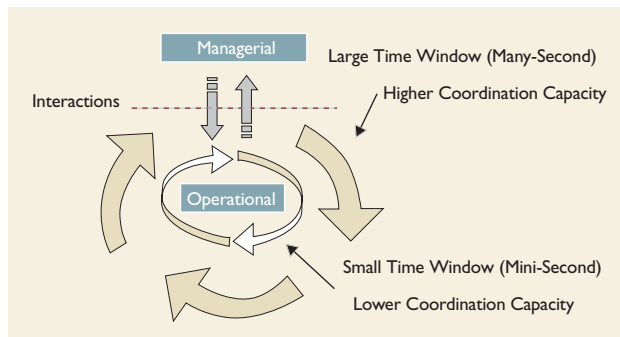 Managerial
Large Time Window (Many-Second)
Higher Coordination Capacity
Interactions
Operational
Small Time Window (Mini-Second)
Lower Coordination Capacity